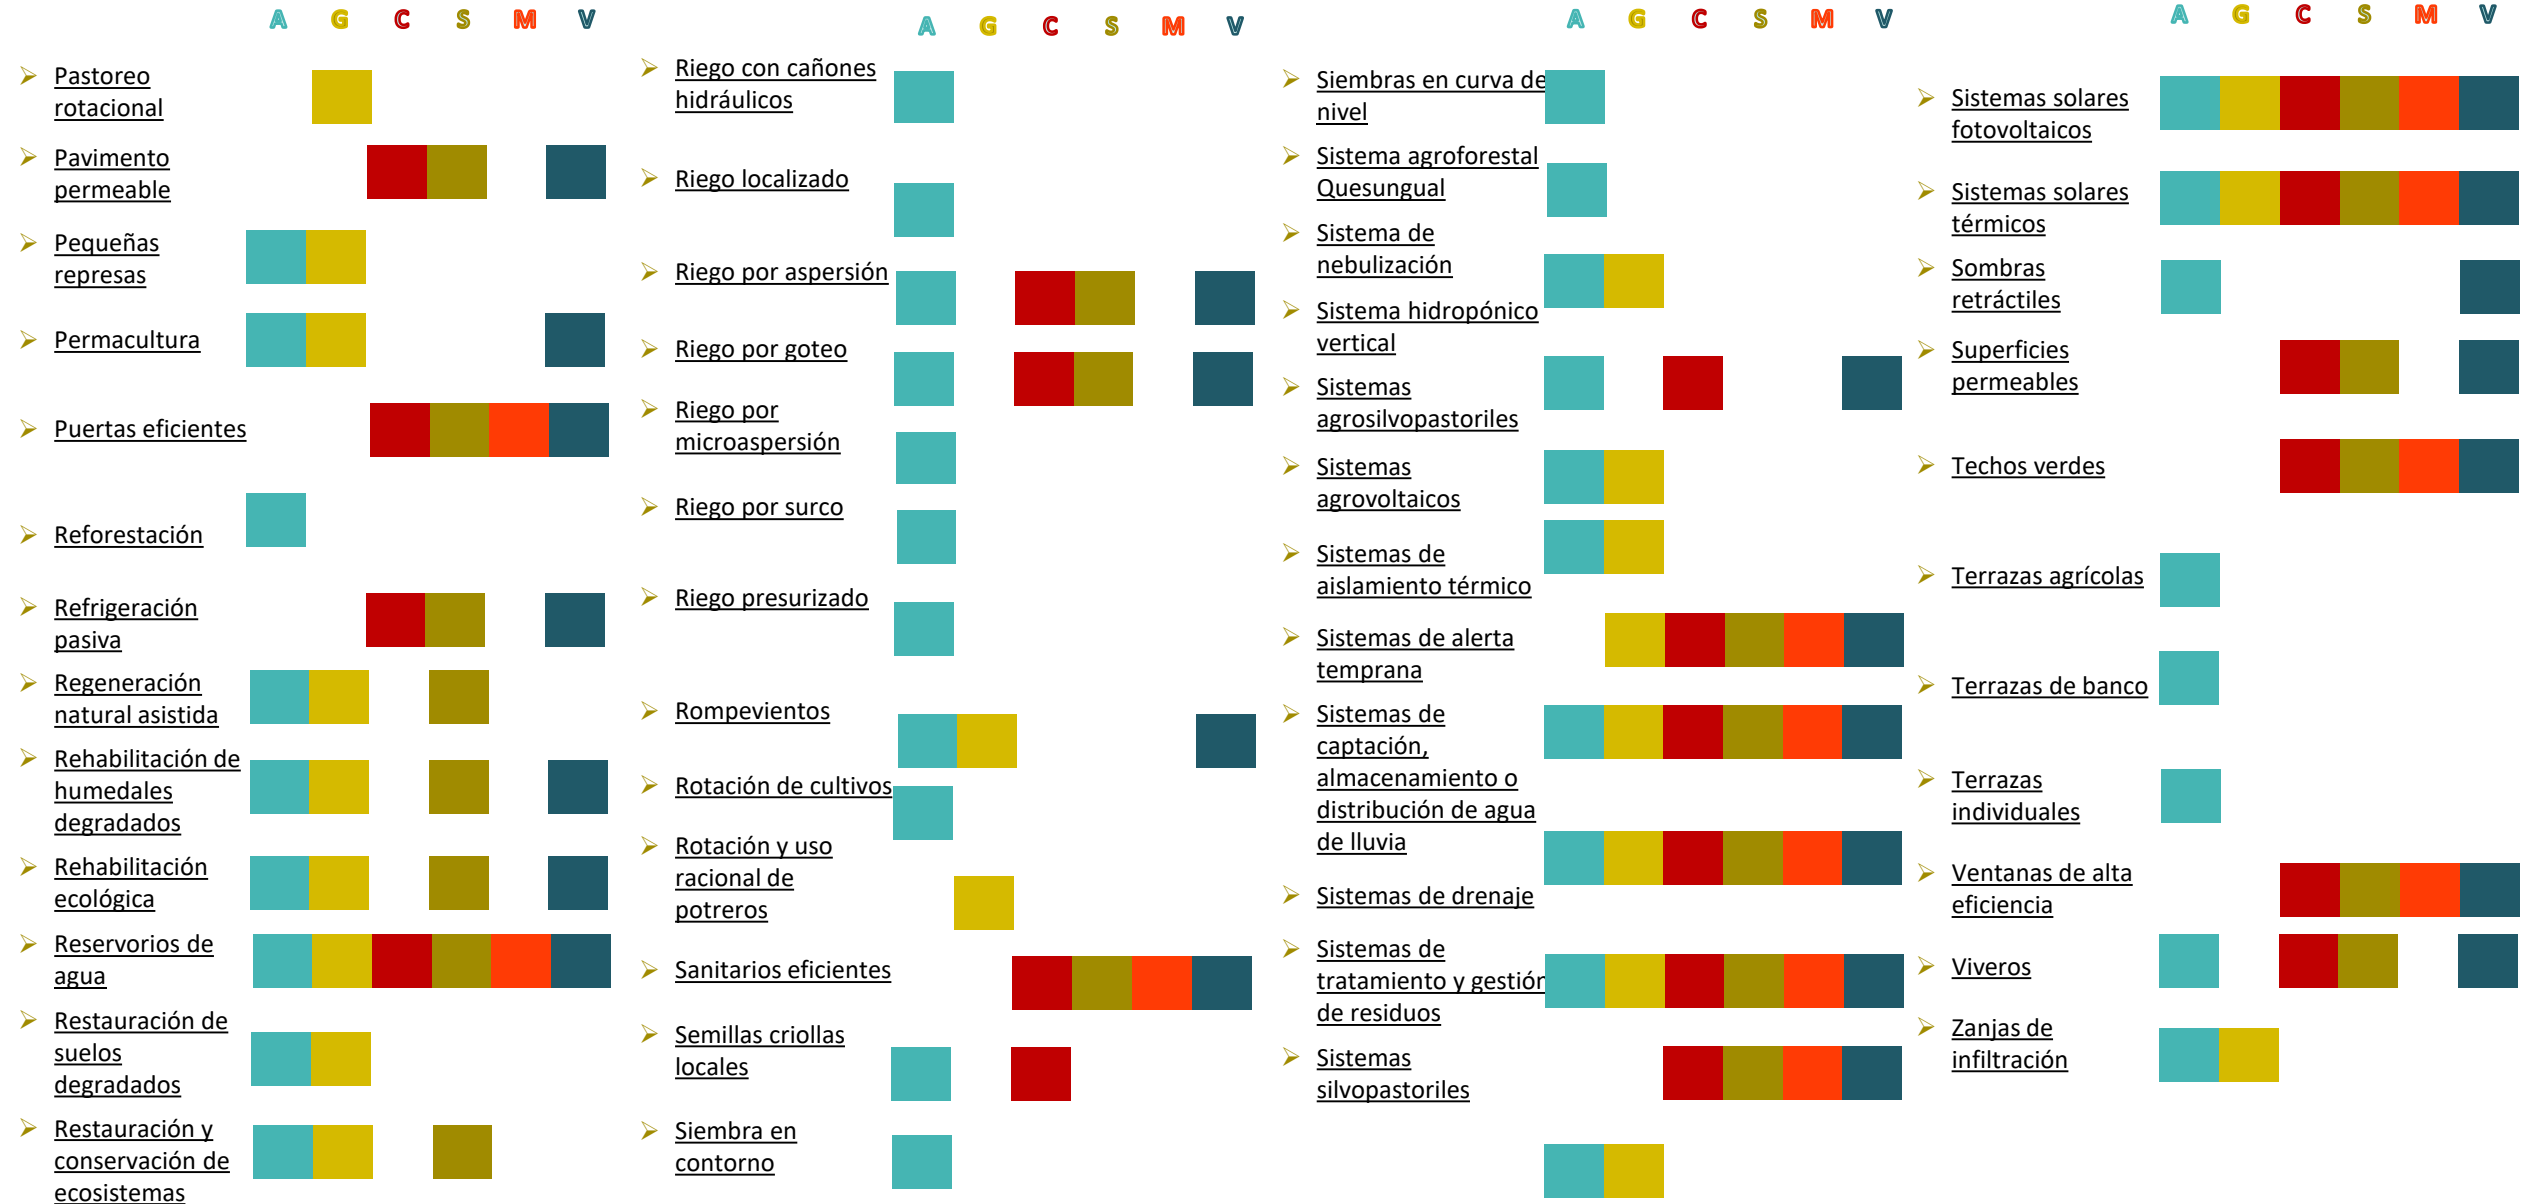 A G C S M V
Pastoreo
rotacional
Pavimento
permeable
Pequeñas
represas
Permacultura
Puertas eficientes
Reforestación
Refrigeración
pasiva
Regeneración
natural asistida
Rehabilitación de
humedales
degradados
Rehabilitación
ecológica
Reservorios de
agua
Restauración de
suelos
degradados
Restauración y
conservación de
ecosistemas
A G C S M V
Riego con cañones
hidráulicos
Riego localizado
Riego por aspersión
Riego por goteo
Riego por
microaspersión
Riego por surco
Riego presurizado
Rompevientos
Rotación de cultivos
Rotación y uso
racional de
potreros
Sanitarios eficientes
Semillas criollas
locales
Siembra en
contorno
A G C S M V
Siembras en curva de
nivel
Sistema agroforestal
Quesungual
Sistema de
nebulización
Sistema hidropónico
vertical
Sistemas
agrosilvopastoriles
Sistemas
agrovoltaicos
Sistemas de
aislamiento térmico
Sistemas de alerta
temprana
Sistemas de
captación,
almacenamiento o
distribución de agua
de lluvia
Sistemas de drenaje
Sistemas de
tratamiento y gestión
de residuos
Sistemas
silvopastoriles
A G C S M V
Sistemas solares
fotovoltaicos
Sistemas solares
térmicos
Sombras
retráctiles
Superficies
permeables
Techos verdes
Terrazas agrícolas
Terrazas de banco
Terrazas
individuales
Ventanas de alta
eficiencia
Viveros
Zanjas de
infiltración